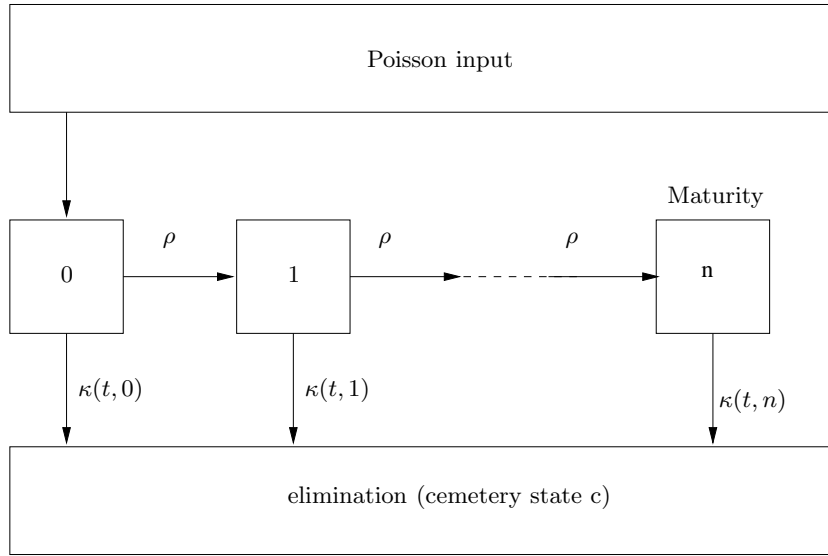 Poisson input
Maturity
ρ ρ ρ
0 1 n
κ(t, 0) κ(t, 1) κ(t, n)
elimination (cemetery state c)